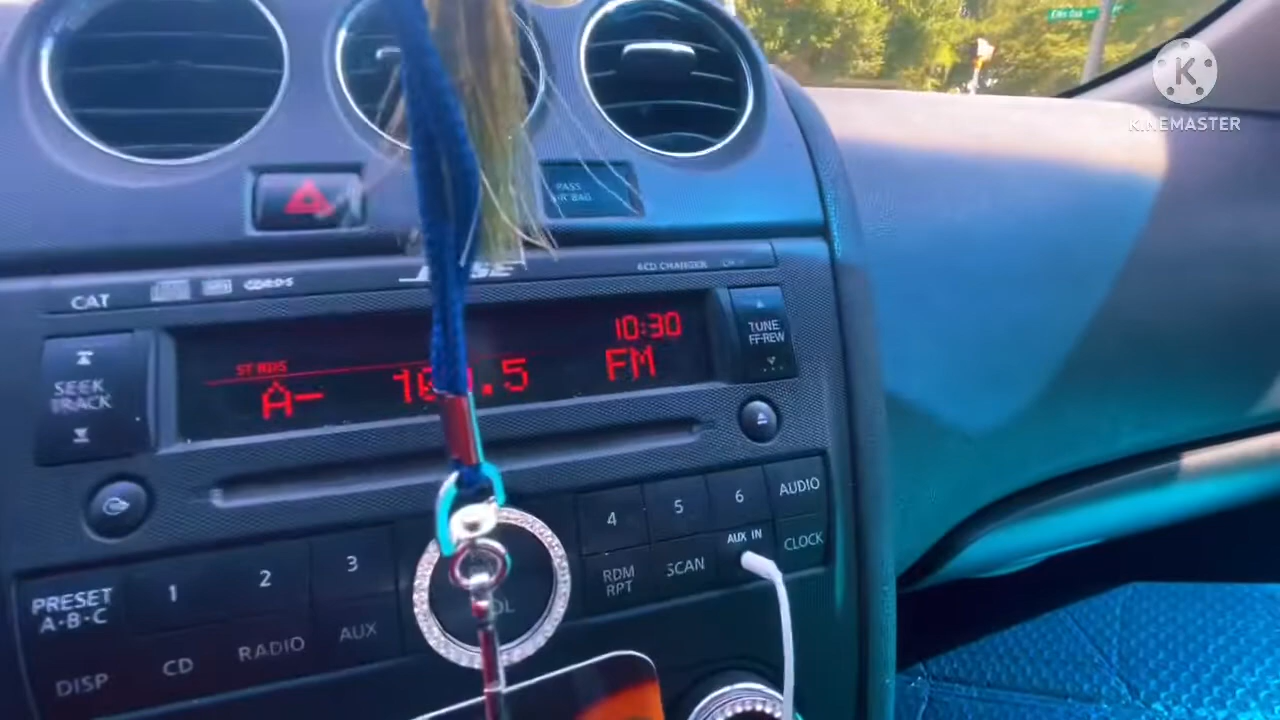 K
KINEMASTER
PASS
AIR BAG
6CD CHANGER
CAT
10:30
ST RDS
A-
.5
FM
TUNE
FF·REW
SEEK
TRACK
4
5
6
AUDIO
AUX IN
CLOCK
RDM
RPT
SCAN
PRESET
A·B·C
1
2
3
DISP
CD
RADIO
AUX